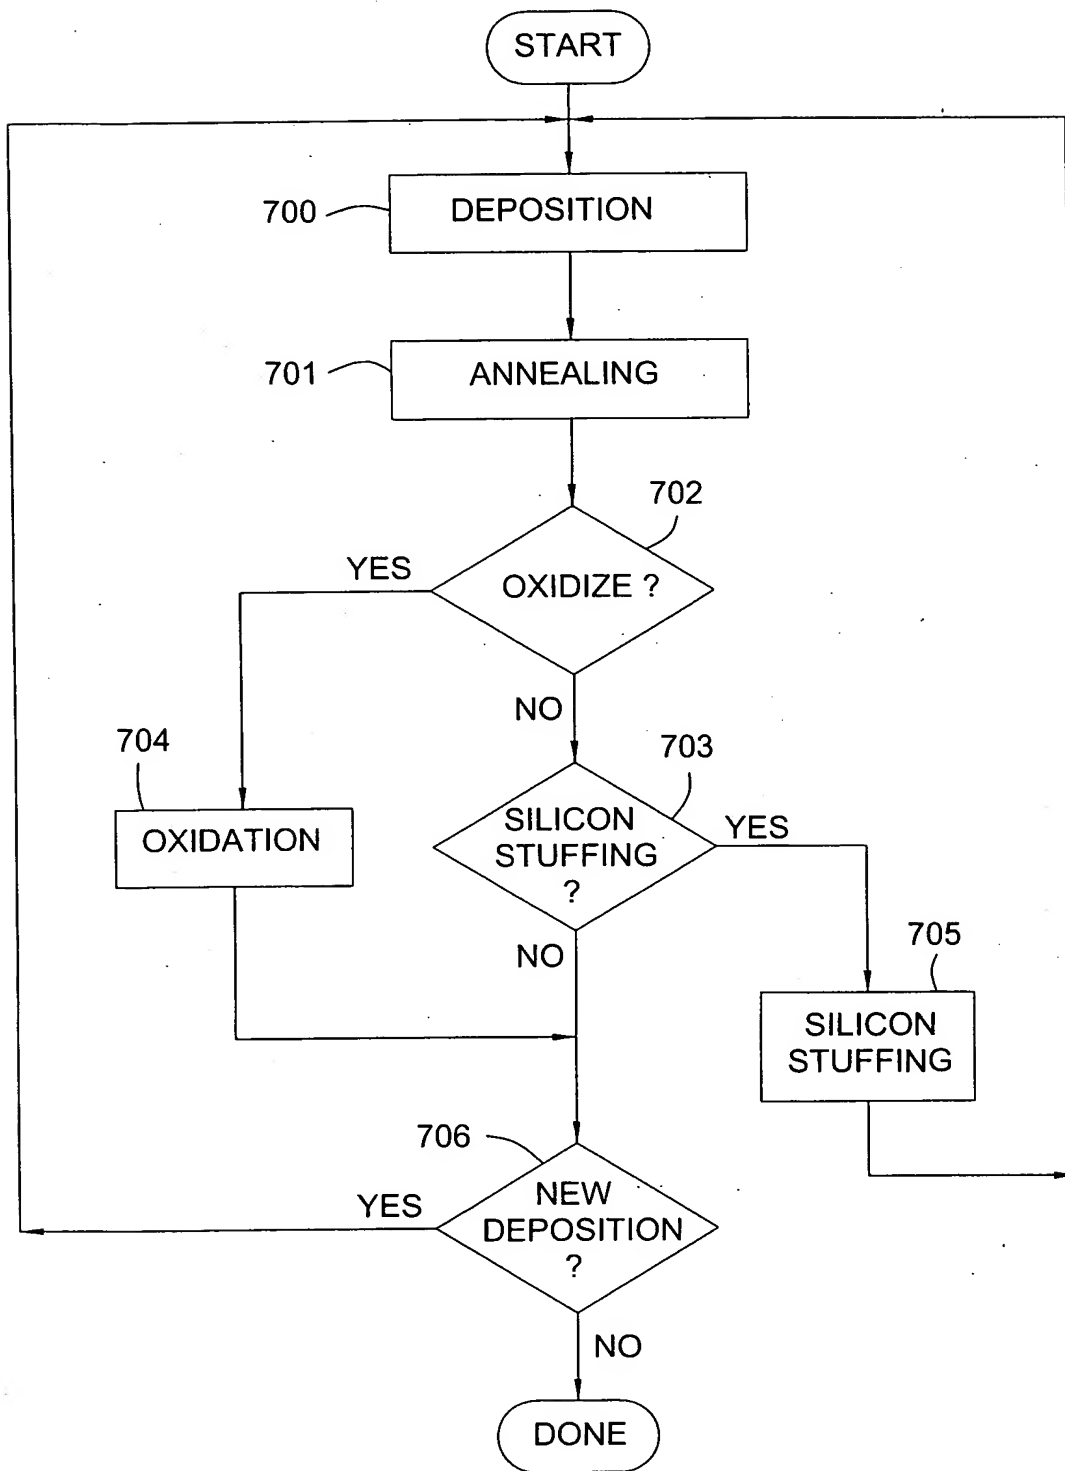 START
700
DEPOSITION
701
ANNEALING
702
YES
OXIDIZE ?
NO
704
703
OXIDATION
SILICON
STUFFING
?
YES
NO
705
SILICON
STUFFING
706
YES
NEW
DEPOSITION
?
NO
DONE